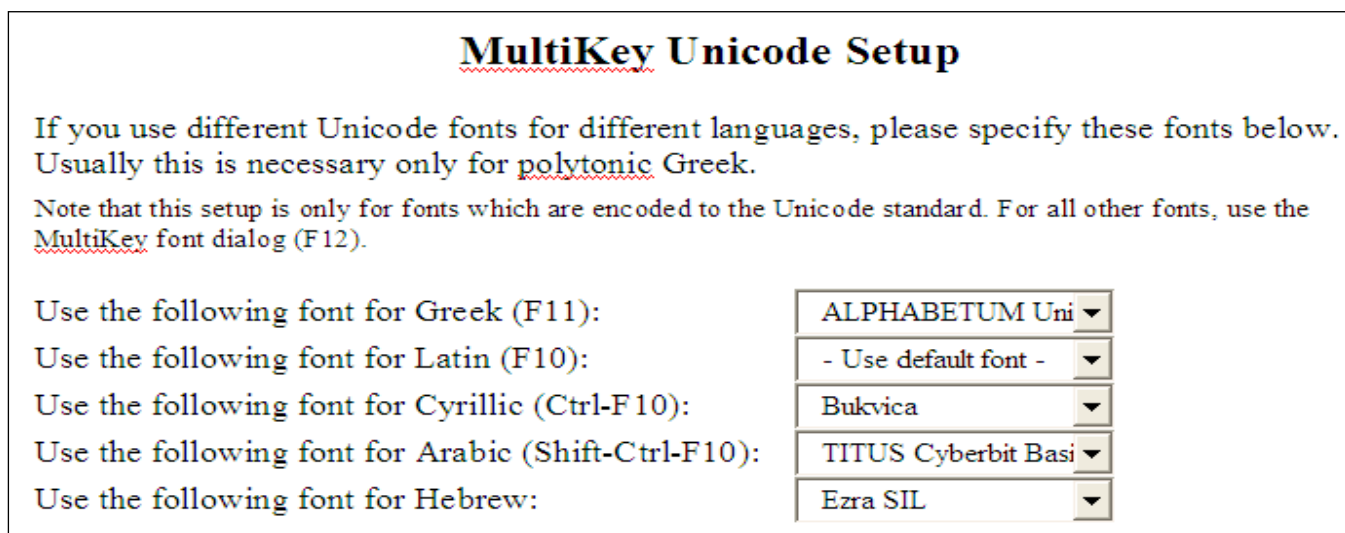 MultiKey Unicode Setup
If you use different Unicode fonts for different languages, please specify these fonts below.
Usually this is necessary only for polytonic Greek.
Note that this setup is only for fonts which are encoded to the Unicode standard. For all other fonts, use the
MultiKey font dialog (F12).
Use the following font for Greek (F11): ALPHABETUM Uni
Use the following font for Latin (F10): - Use default font -
Use the following font for Cyrillic (Ctrl-F10): Bukvica
Use the following font for Arabic (Shift-Ctrl-F10): TITUS Cyberbit Basi
Use the following font for Hebrew: Ezra SIL